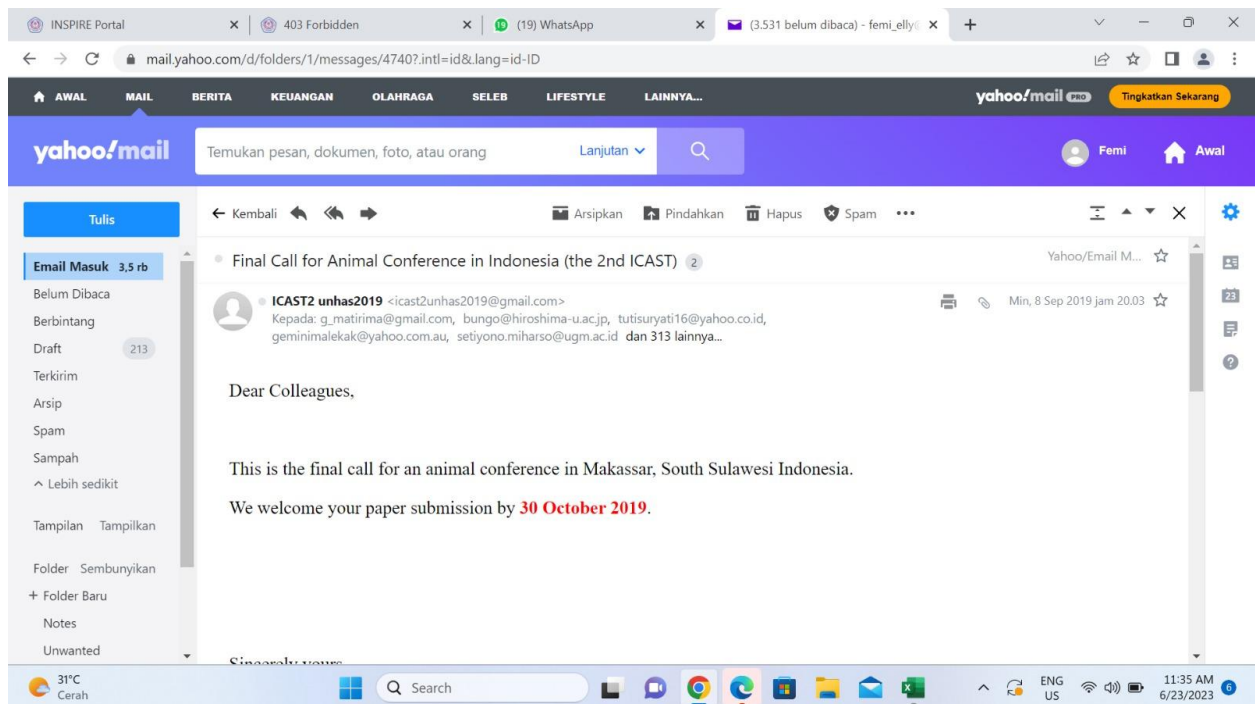 INSPIRE Portal
403 Forbidden
(19) WhatsApp
(3.531 belum dibaca) - femi_elly
mail.yahoo.com/d/folders/1/messages/4740?.intl=id&.lang=id-ID
AWAL MAIL BERITA KEUANGAN OLAHRAGA SELEB LIFESTYLE LAINNYA... yahoo!mail PRO Tingkatkan Sekarang
yahoo!mail Temukan pesan, dokumen, foto, atau orang Lanjutan Femi Awal
Tulis
Kembali Arsipkan Pindahkan Hapus Spam
Email Masuk 3,5 rb
Belum Dibaca
Berbintang
Draft 213
Terkirim
Arsip
Spam
Sampah
Lebih sedikit
Tampilan Tampilkan
Folder Sembunyikan
+ Folder Baru
Notes
Unwanted
Final Call for Animal Conference in Indonesia (the 2nd ICAST) 2 Yahoo/Email M...
ICAST2 unhas2019 <icast2unhas2019@gmail.com> Min, 8 Sep 2019 jam 20.03
Kepada: g_matirima@gmail.com, bungo@hiroshima-u.ac.jp, tutisuryati16@yahoo.co.id,
geminimalekak@yahoo.com.au, setiyono.miharso@ugm.ac.id dan 313 lainnya...
Dear Colleagues,
This is the final call for an animal conference in Makassar, South Sulawesi Indonesia.
We welcome your paper submission by 30 October 2019.
Sincerely yours
23
31°C
Cerah
Search
ENG
US
11:35 AM
6/23/2023
6